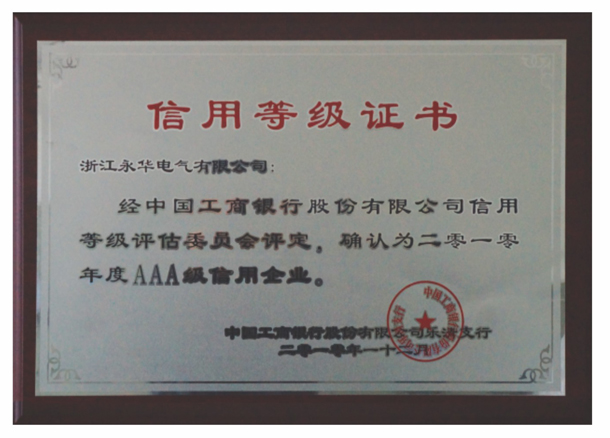 信用等级证书
浙江永华电气有限公司:
经中国工商银行股份有限公司信用
等级评估委员会评定，确认为二零一零
年度AAA级信用企业。
中国工商银行股份有限公司乐清支行
二零一零年一十二月